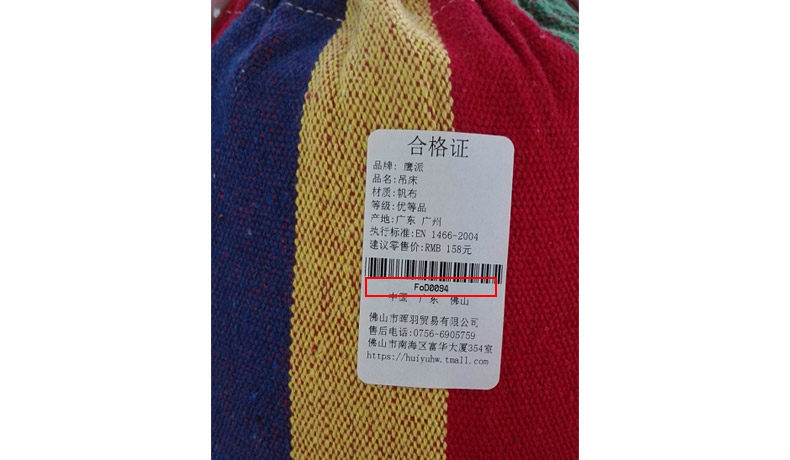 合格证
品牌: 鹰派
品名:吊床
材质:帆布
等级:优等品
产地:广东 广州
执行标准:EN 1466-2004
建议零售价:RMB 158元
FoD0094
中国 广东 佛山
佛山市晖羽贸易有限公司
售后电话:0756-6905759
佛山市南海区富华大厦354室
https://huiyuhw.tmall.com